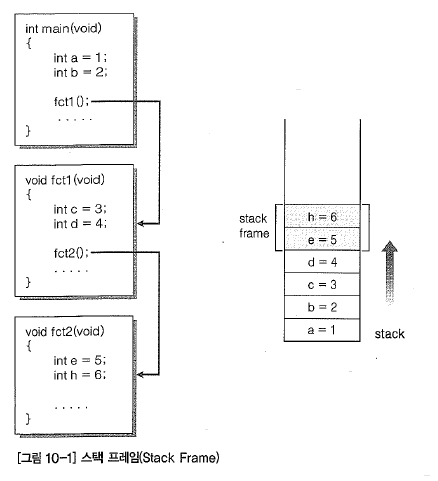 int main(void)
{
int a = 1;
int b = 2;
fct1();
.....
}
void fct1(void)
{
int c = 3;
int d = 4;
fct2();
.....
}
void fct2(void)
{
int e = 5;
int h = 6;
.....
}
stack
frame
h = 6
e = 5
d = 4
c = 3
b = 2
a = 1
stack
[그림 10-1] 스택 프레임(Stack Frame)